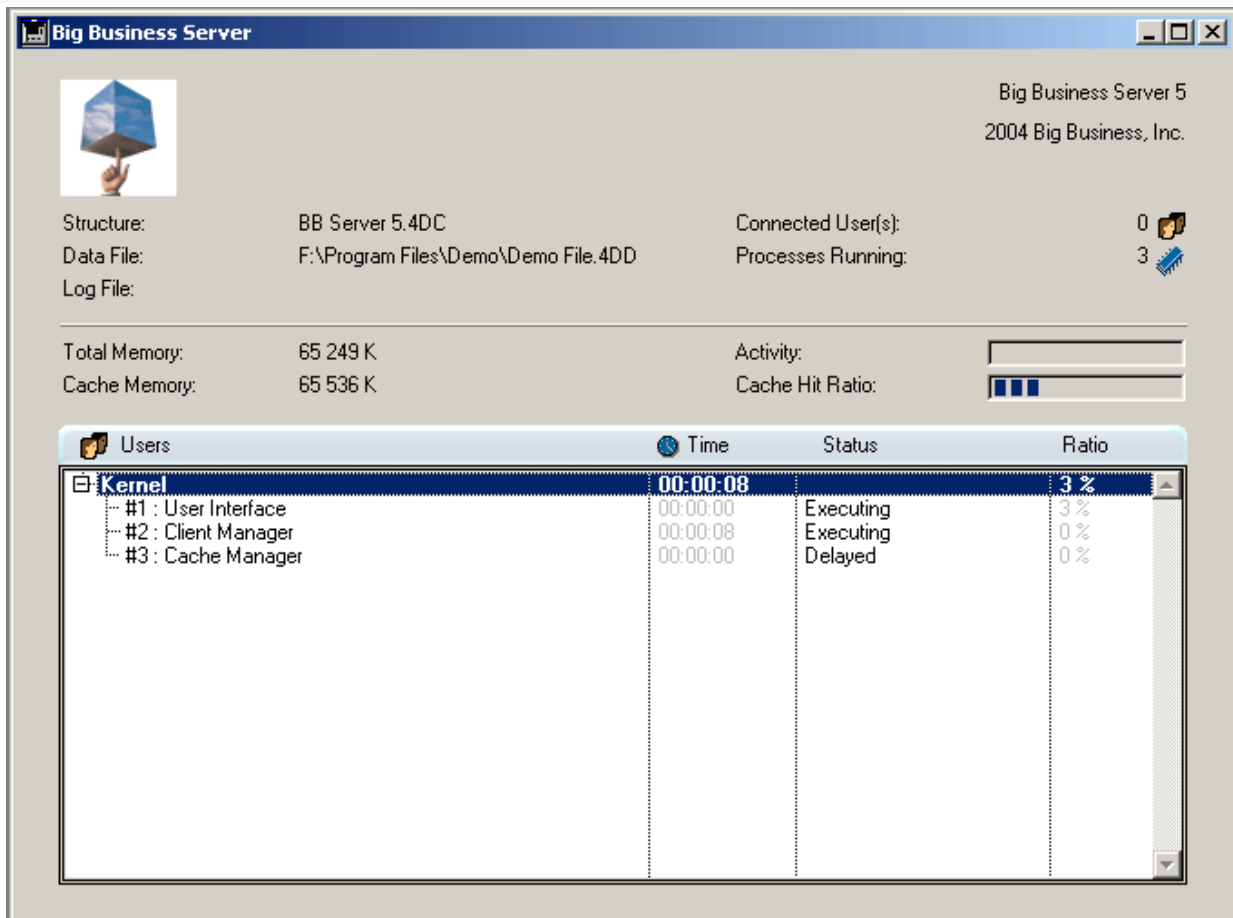 Big Business Server
Big Business Server 5
2004 Big Business, Inc.
Structure: BB Server 5.4DC Connected User(s): 0
Data File: F:\Program Files\Demo\Demo File.4DD Processes Running: 3
Log File:
Total Memory: 65 249 K Activity:
Cache Memory: 65 536 K Cache Hit Ratio:
Users Time Status Ratio
Kernel 00:00:08 3 %
#1 : User Interface 00:00:00 Executing 3 %
#2 : Client Manager 00:00:08 Executing 0 %
#3 : Cache Manager 00:00:00 Delayed 0 %